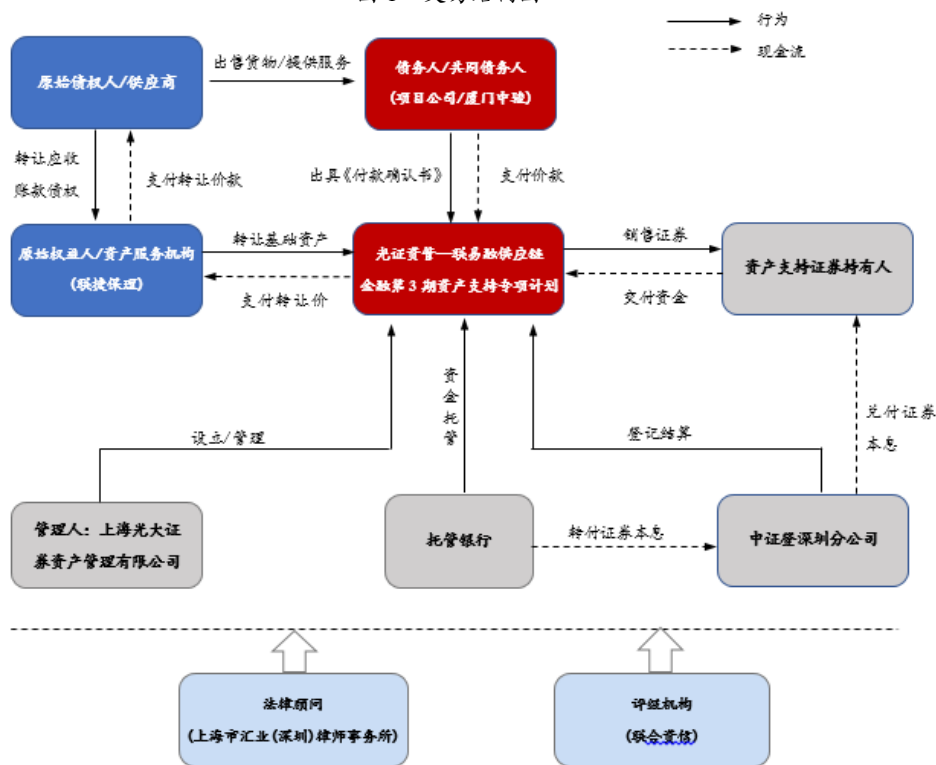 行为
现金流
原始债权人/供应商
出售货物/提供服务
债务人/共同债务人
(项目公司/厦门中骏)
转让应收
账款债权
支付转让价款
出具《付款确认书》
支付价款
原始权益人/资产服务机构
(联捷保理)
转让基础资产
支付转让价
光证资管—联易融供应链
金融第3期资产支持专项计划
销售证券
交付资金
资产支持证券持有人
设立/管理
资
金
托
管
登记结算
兑付证券
本息
管理人：上海光大证
券资产管理有限公司
托管银行
转付证券本息
中证登深圳分公司
法律顾问
(上海市汇业(深圳)律师事务所)
评级机构
(联合资信)